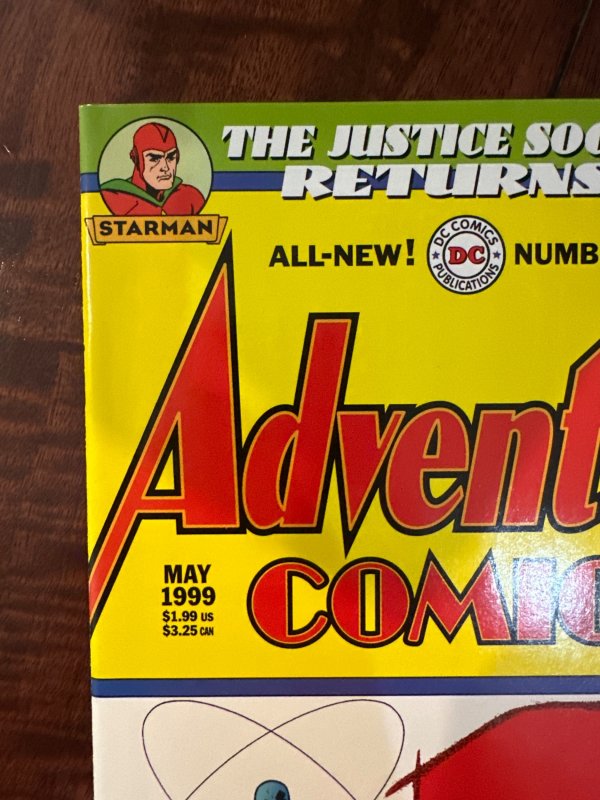 THE JUSTICE SOC
RETURNS
STARMAN
ALL-NEW!
DC COMICS
DC
PUBLICATIONS
NUMB
Advent
COMIC
MAY
1999
$1.99 US
$3.25 CAN